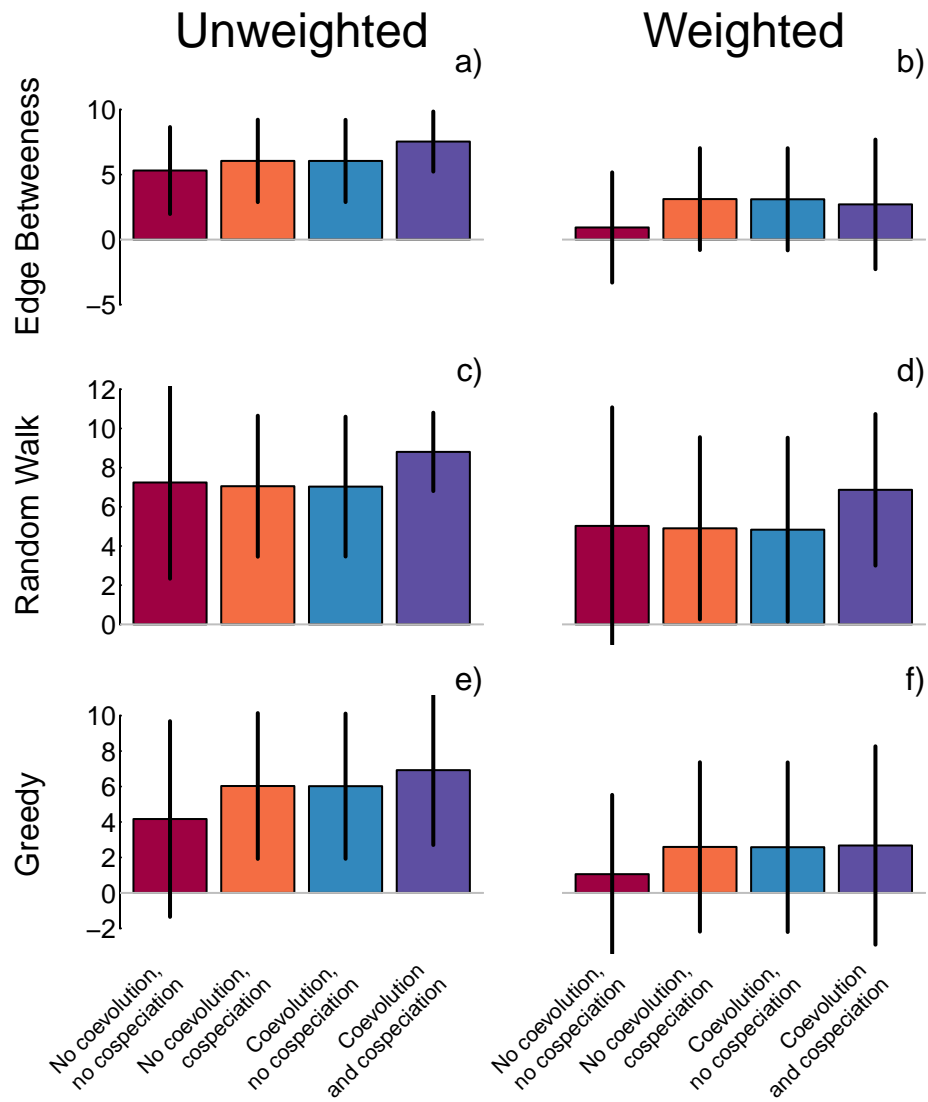 Unweighted
Weighted
a)
b)
Edge Betweeness
10
5
0
−5
c)
d)
Random Walk
12
10
8
6
4
2
0
e)
f)
Greedy
10
8
6
4
2
0
−2
No coevolution,
no cospeciation
No coevolution,
cospeciation
Coevolution,
no cospeciation
Coevolution
and cospeciation
No coevolution,
no cospeciation
No coevolution,
cospeciation
Coevolution,
no cospeciation
Coevolution
and cospeciation